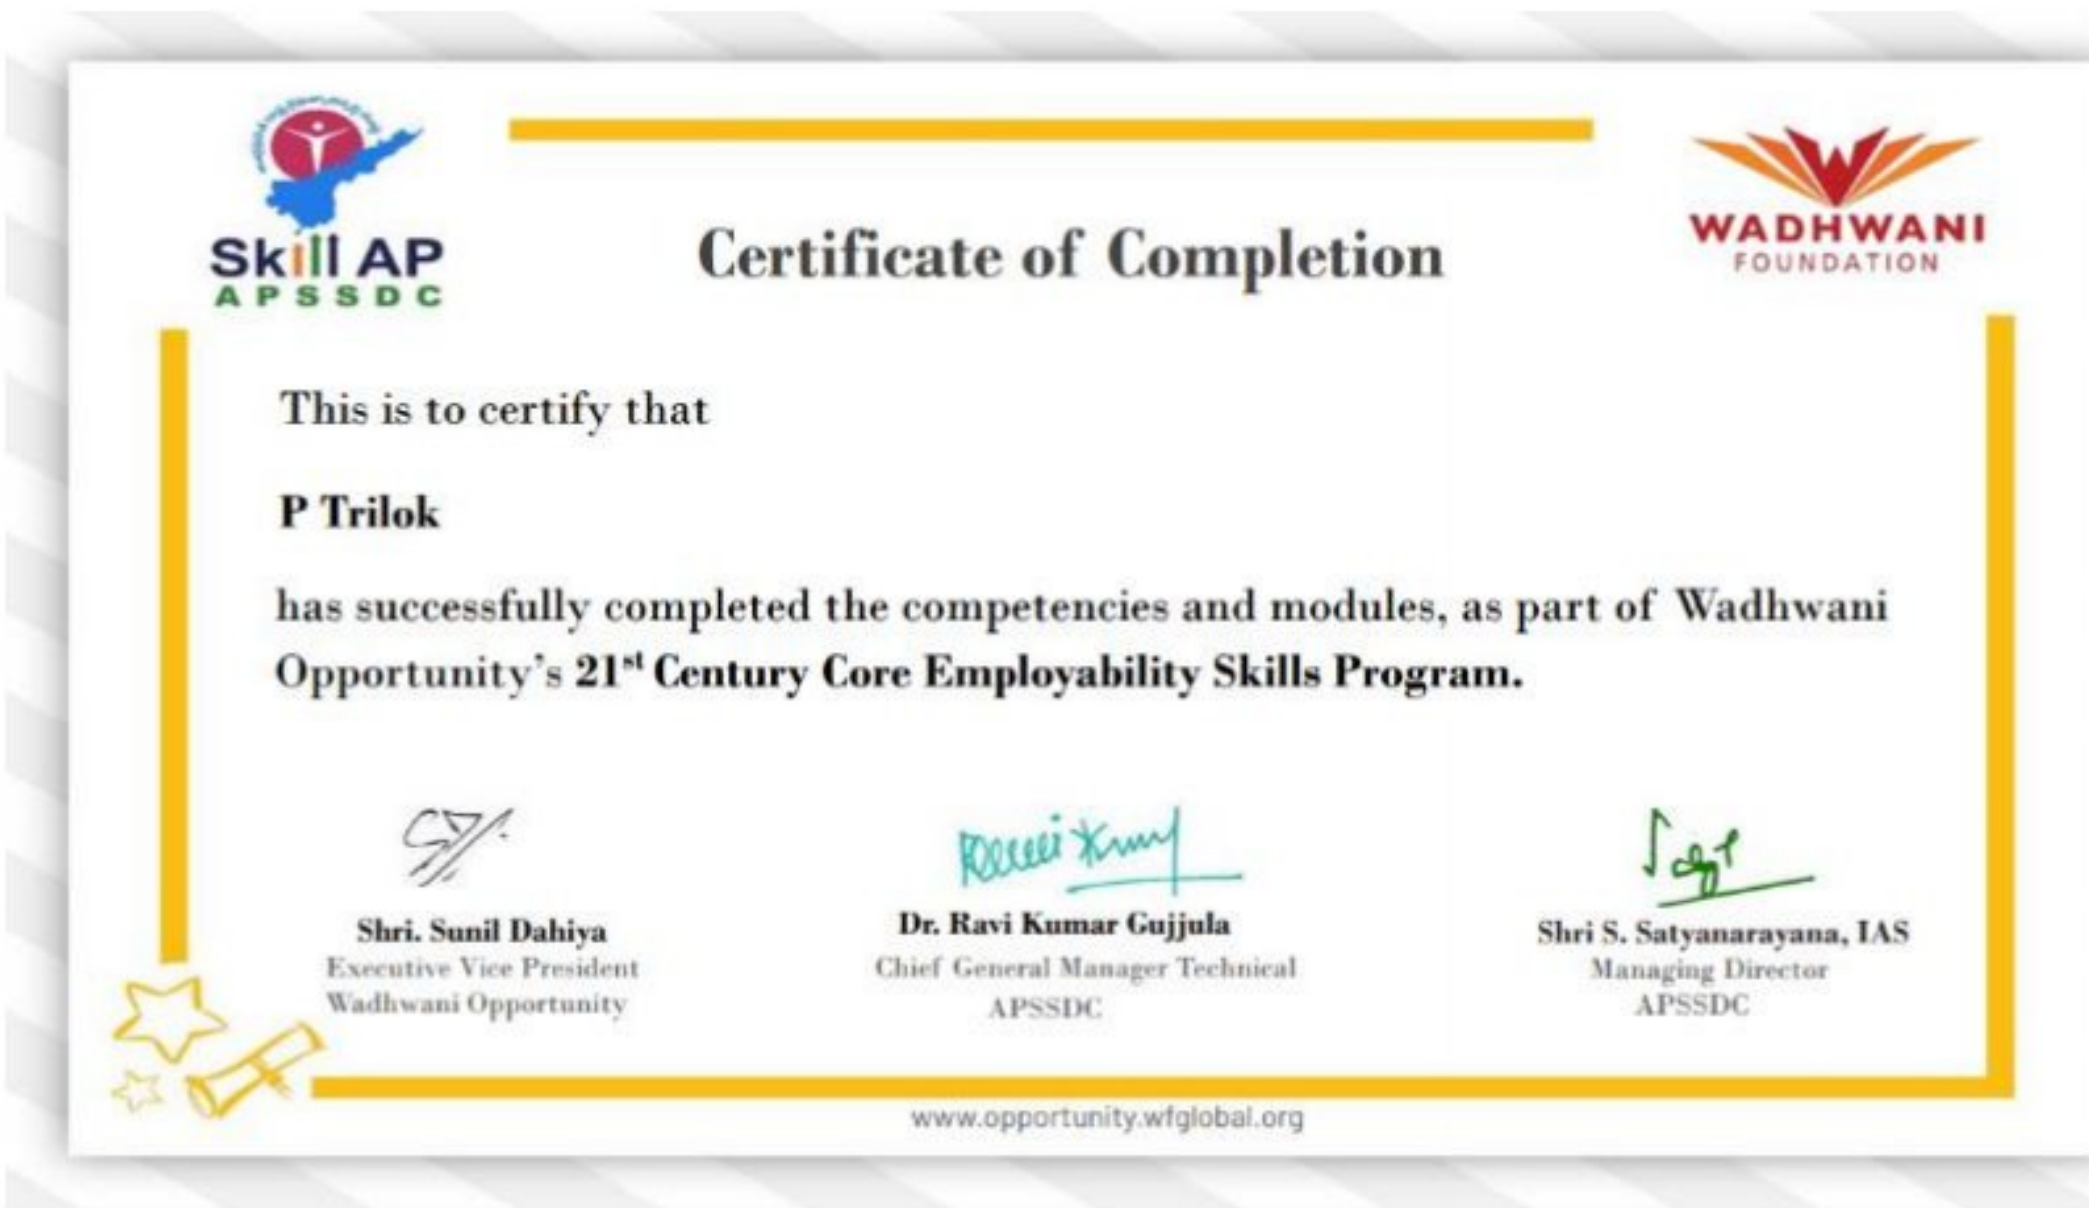 Skill AP
APSSDC
WADHWANI
FOUNDATION
Certificate of Completion
This is to certify that
P Trilok
has successfully completed the competencies and modules, as part of Wadhwani
Opportunity's 21st Century Core Employability Skills Program.
Shri. Sunil Dahiya
Executive Vice President
Wadhwani Opportunity
Dr. Ravi Kumar Gujjula
Chief General Manager Technical
APSSDC
Shri S. Satyanarayana, IAS
Managing Director
APSSDC
www.opportunity.wfglobal.org